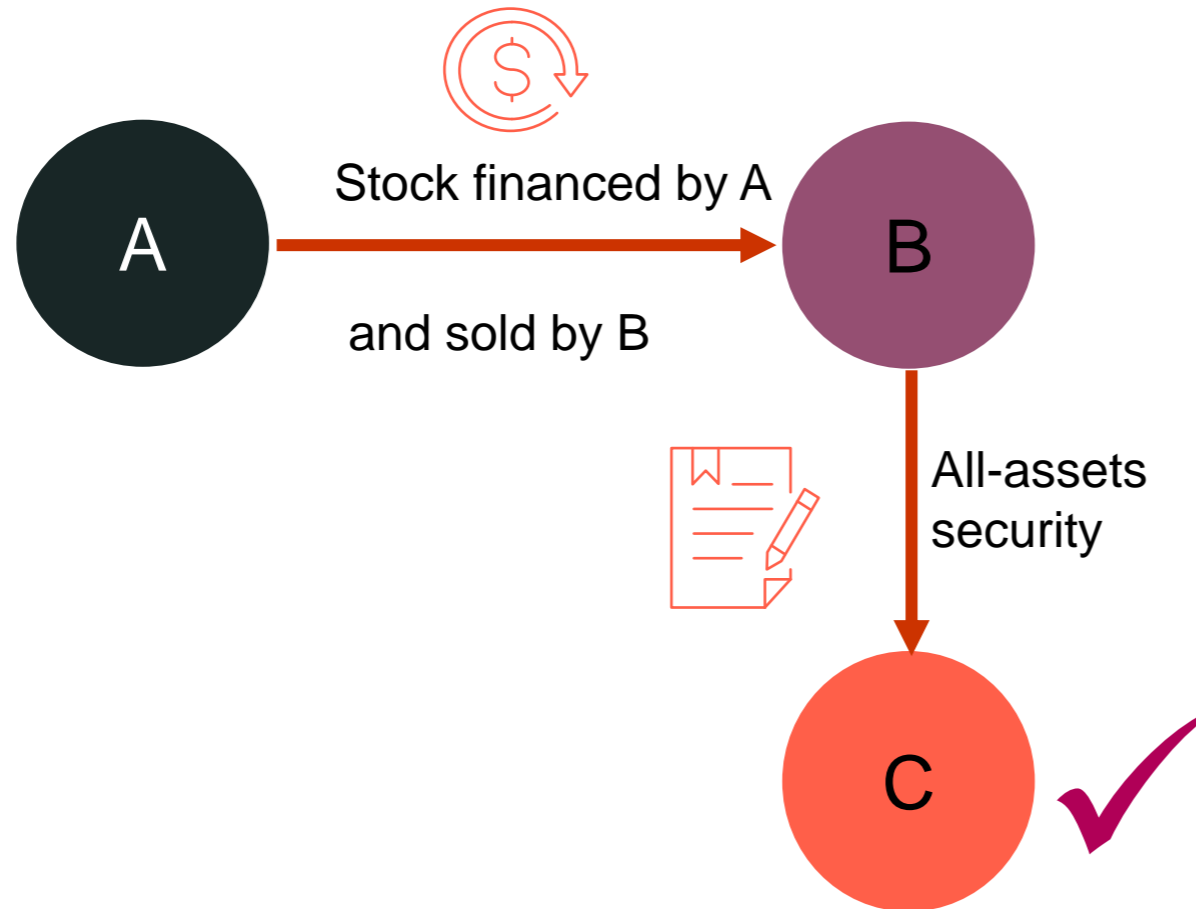 Stock financed by A
A
B
and sold by B
All-assets
security
C